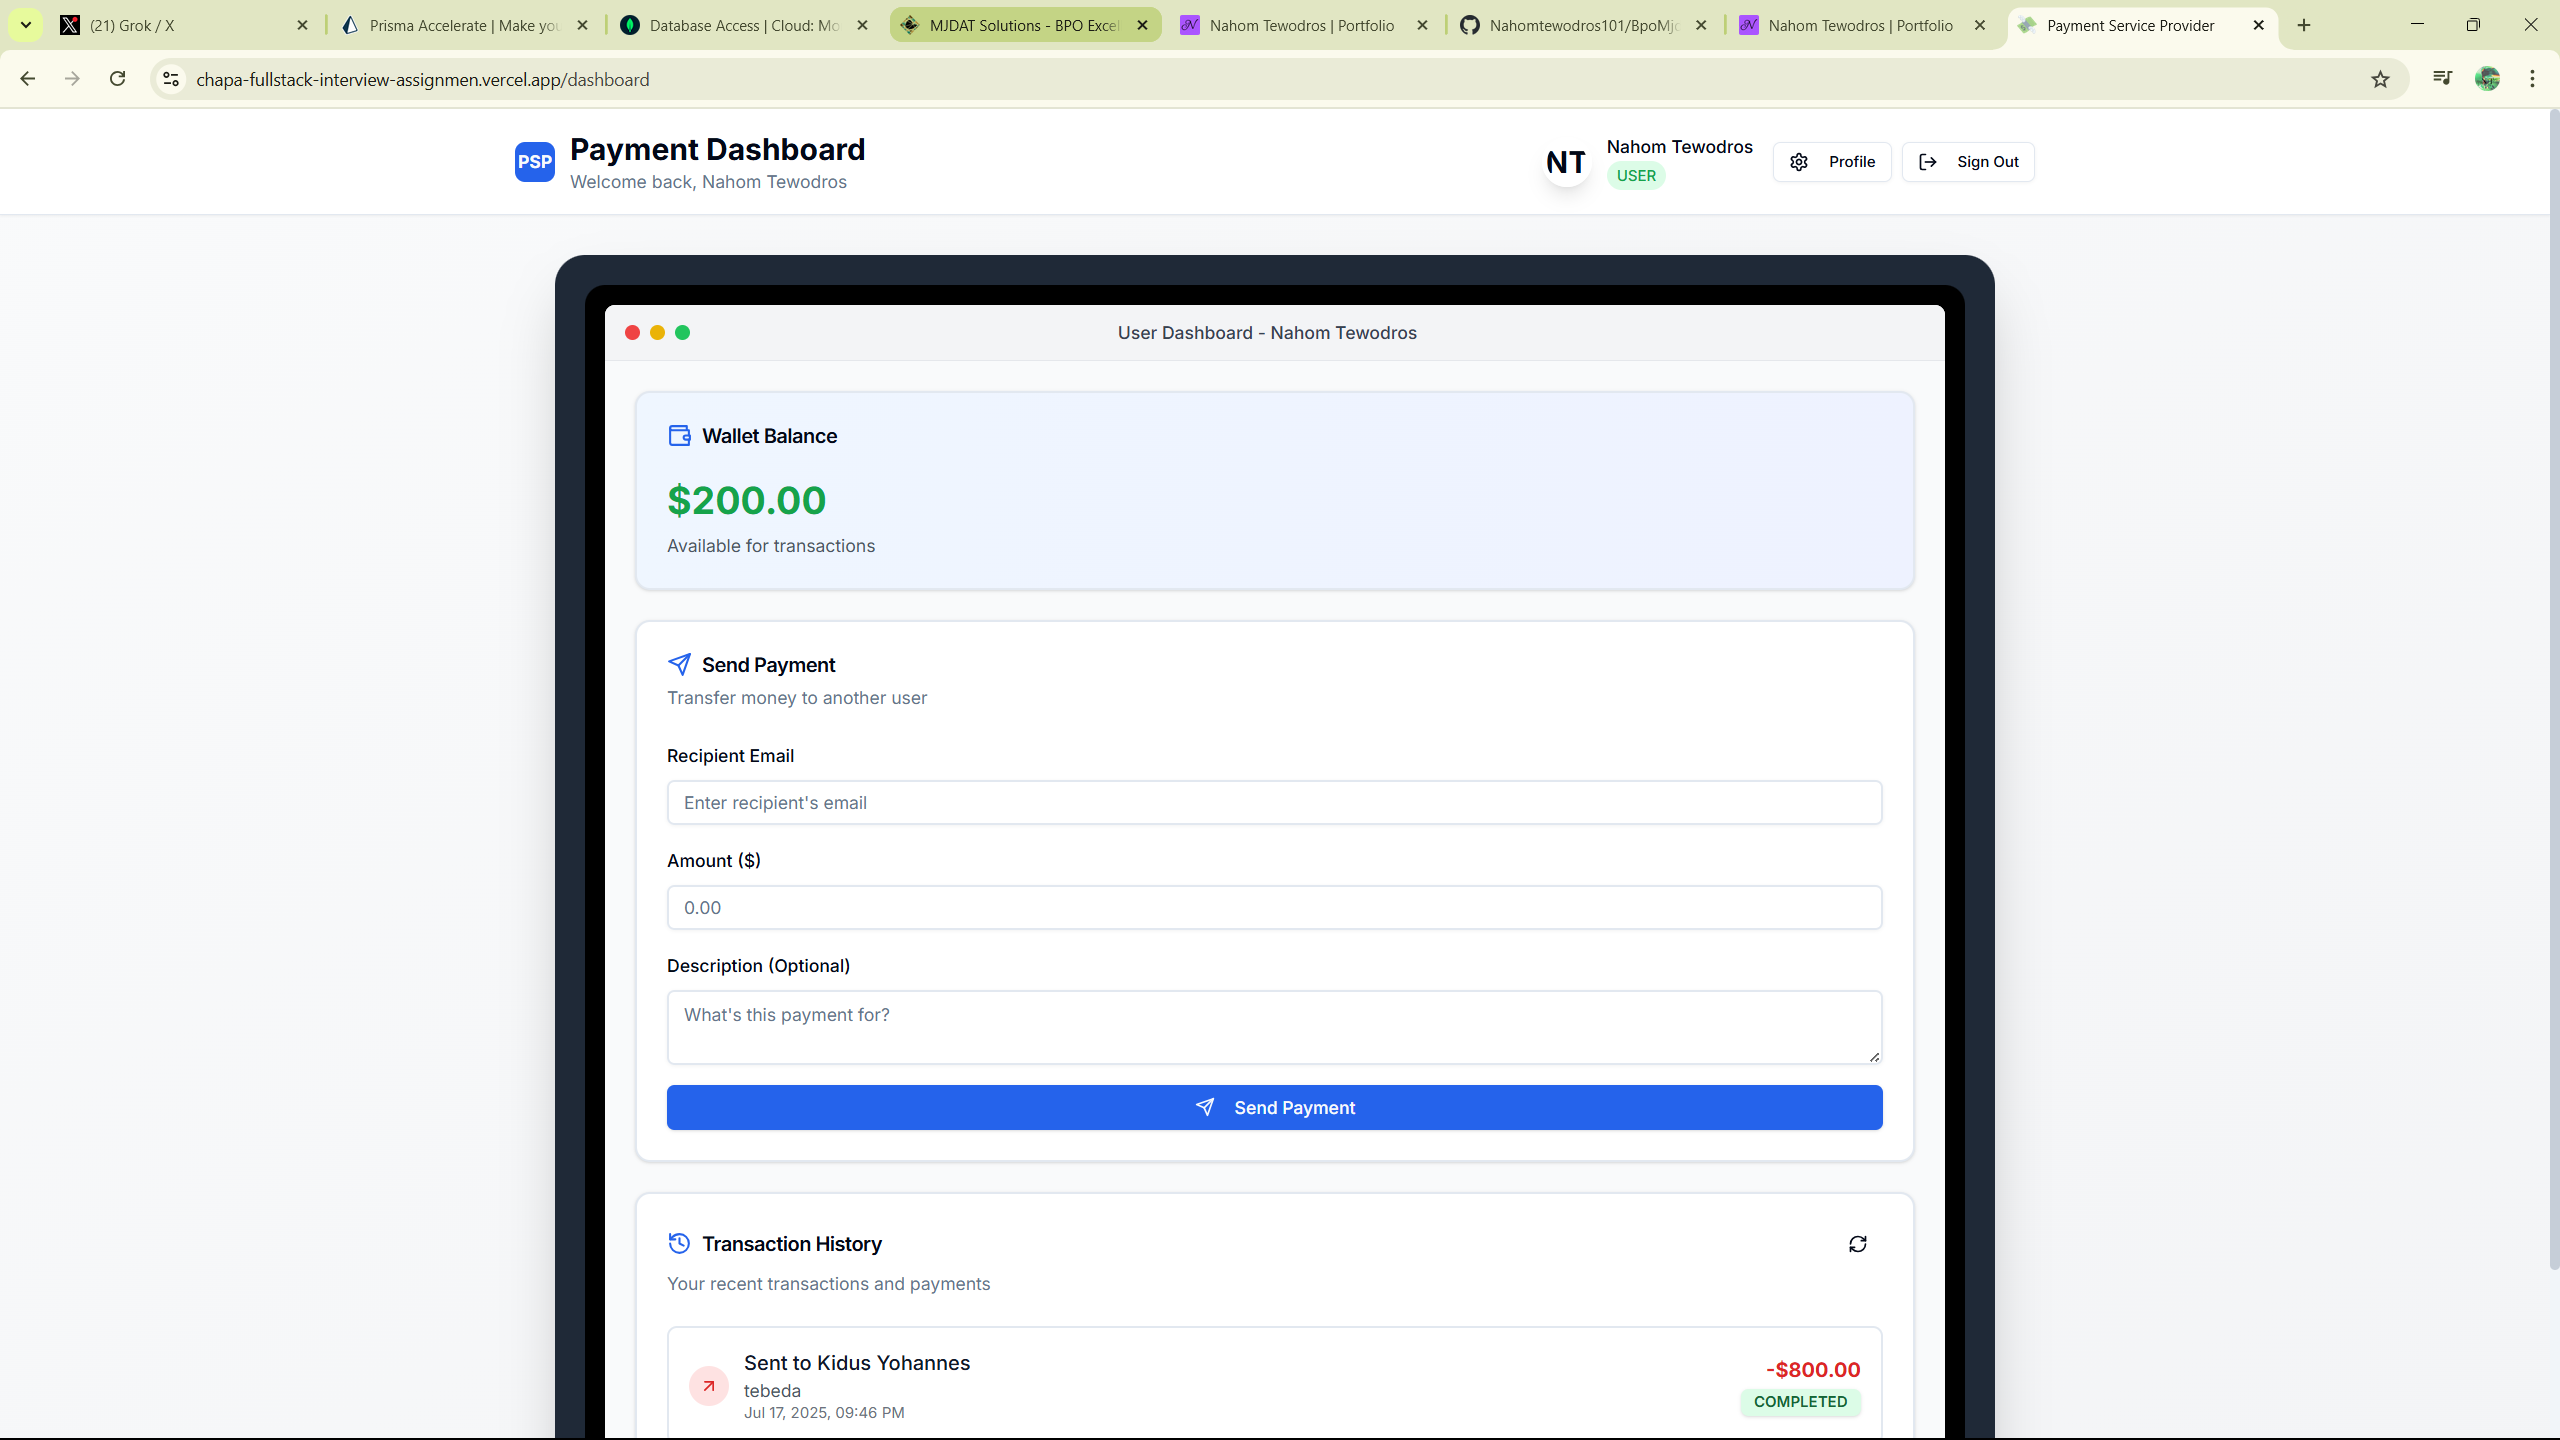 (21) Grok / X
Prisma Accelerate | Make you
Database Access | Cloud: Mo
MJDAT Solutions - BPO Excel
Nahom Tewodros | Portfolio
Nahomtewodros101/BpoMjd
Nahom Tewodros | Portfolio
Payment Service Provider
chapa-fullstack-interview-assignmen.vercel.app/dashboard
PSP
Payment Dashboard
Welcome back, Nahom Tewodros
NT
Nahom Tewodros
USER
Profile
Sign Out
User Dashboard - Nahom Tewodros
Wallet Balance
$200.00
Available for transactions
Send Payment
Transfer money to another user
Recipient Email
Enter recipient's email
Amount ($)
0.00
Description (Optional)
What's this payment for?
Send Payment
Transaction History
Your recent transactions and payments
Sent to Kidus Yohannes
tebeda
Jul 17, 2025, 09:46 PM
-$800.00
COMPLETED